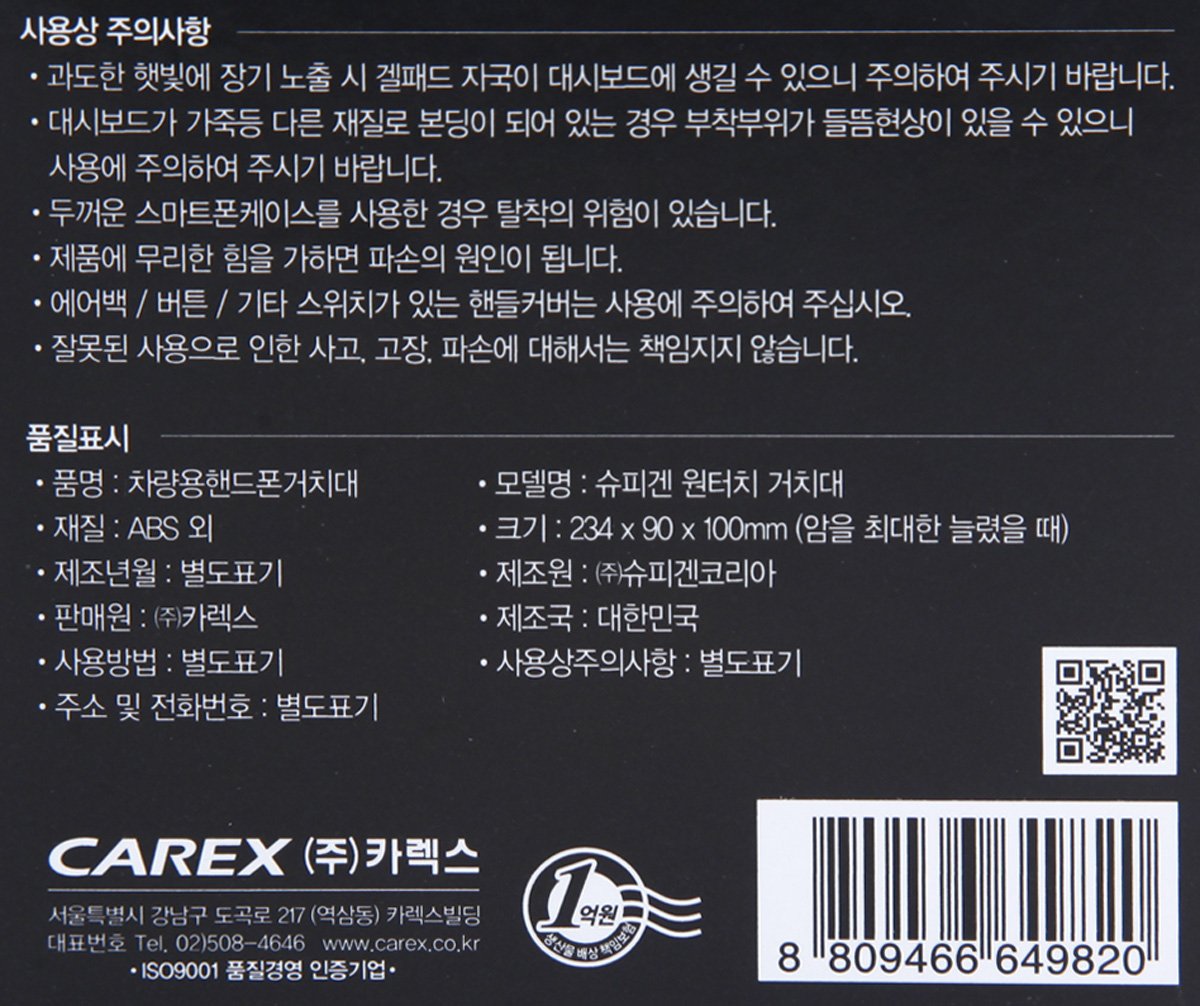 사용상 주의사항
• 과도한 햇빛에 장기 노출 시 겔패드 자국이 대시보드에 생길 수 있으니 주의하여 주시기 바랍니다.
• 대시보드가 가죽등 다른 재질로 본딩이 되어 있는 경우 부착부위가 들뜸현상이 있을 수 있으니
사용에 주의하여 주시기 바랍니다.
• 두꺼운 스마트폰케이스를 사용한 경우 탈착의 위험이 있습니다.
• 제품에 무리한 힘을 가하면 파손의 원인이 됩니다.
• 에어백 / 버튼 / 기타 스위치가 있는 핸들커버는 사용에 주의하여 주십시오.
• 잘못된 사용으로 인한 사고, 고장, 파손에 대해서는 책임지지 않습니다.
품질표시
• 품명 : 차량용핸드폰거치대
• 모델명 : 슈피겐 원터치 거치대
• 재질 : ABS 외
• 크기 : 234 x 90 x 100mm (암을 최대한 늘렸을 때)
• 제조년월 : 별도표기
• 제조원 : ㈜슈피겐코리아
• 판매원 : ㈜카렉스
• 제조국 : 대한민국
• 사용방법 : 별도표기
• 사용상주의사항 : 별도표기
• 주소 및 전화번호 : 별도표기
CAREX (주)카렉스
서울특별시 강남구 도곡로 217 (역삼동) 카렉스빌딩
대표번호 Tel. 02)508-4646 www.carex.co.kr
•ISO9001 품질경영 인증기업•
1억원
생산물 배상 책임보험
8 809466 649820